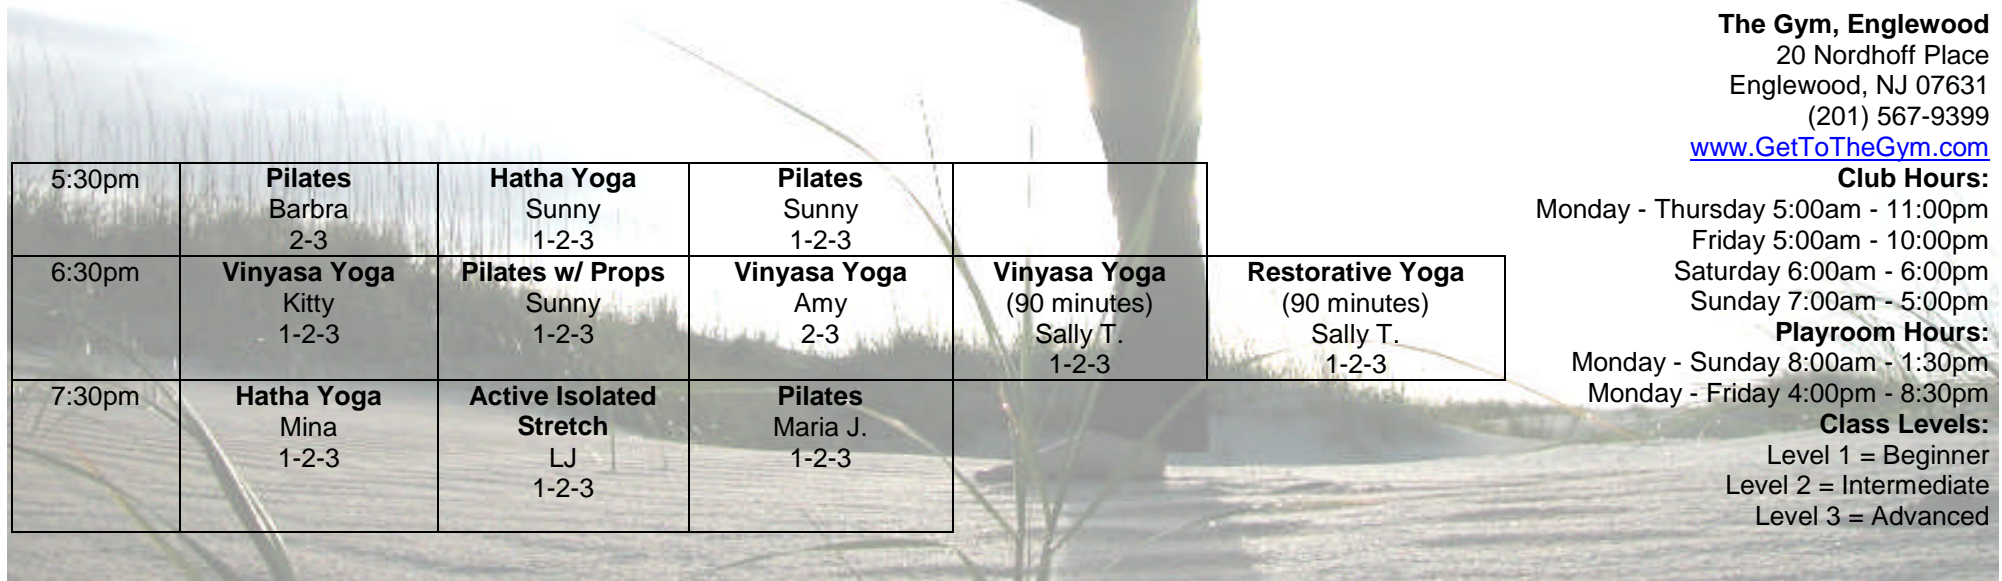 The Gym, Englewood
20 Nordhoff Place
Englewood, NJ 07631
(201) 567-9399
www.GetToTheGym.com
Club Hours:
Monday - Thursday 5:00am - 11:00pm
Friday 5:00am - 10:00pm
Saturday 6:00am - 6:00pm
Sunday 7:00am - 5:00pm
Playroom Hours:
Monday - Sunday 8:00am - 1:30pm
Monday - Friday 4:00pm - 8:30pm
Class Levels:
Level 1 = Beginner
Level 2 = Intermediate
Level 3 = Advanced
5:30pm
Pilates
Barbra
2-3
Hatha Yoga
Sunny
1-2-3
Pilates
Sunny
1-2-3
6:30pm
Vinyasa Yoga
Kitty
1-2-3
Pilates w/ Props
Sunny
1-2-3
Vinyasa Yoga
Amy
2-3
Vinyasa Yoga
(90 minutes)
Sally T.
1-2-3
Restorative Yoga
(90 minutes)
Sally T.
1-2-3
7:30pm
Hatha Yoga
Mina
1-2-3
Active Isolated
Stretch
LJ
1-2-3
Pilates
Maria J.
1-2-3